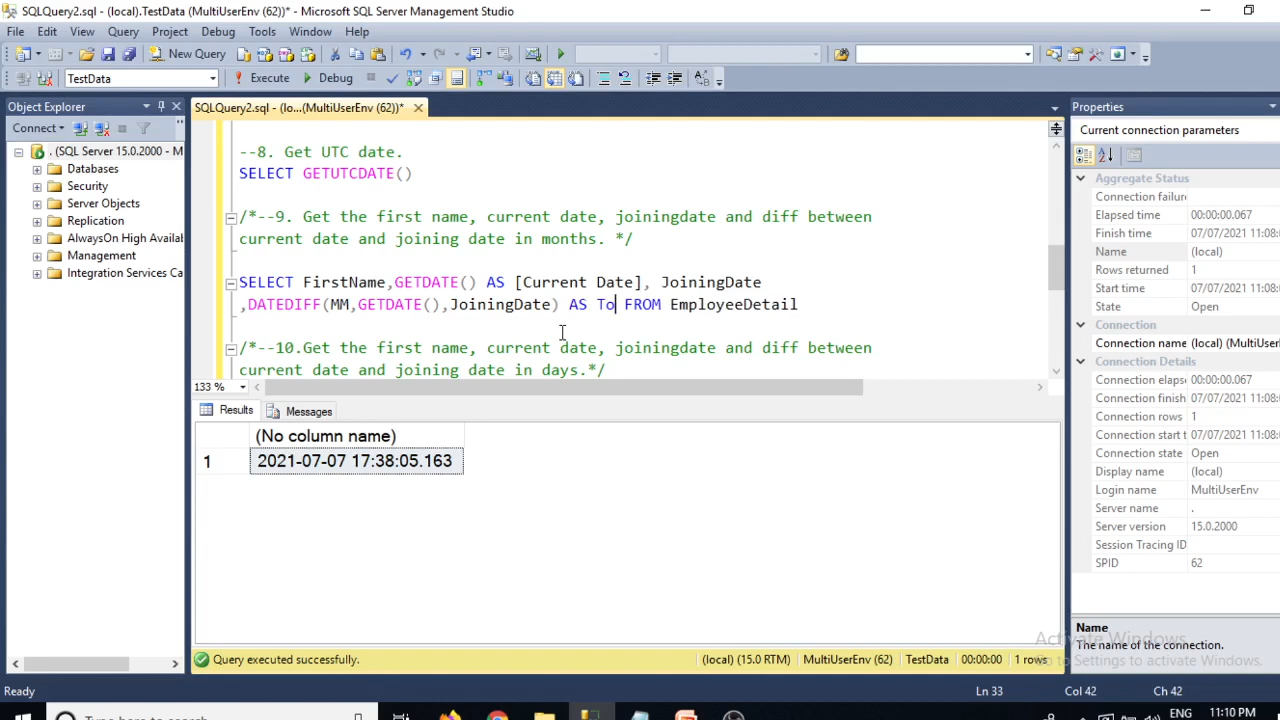 SQLQuery2.sql - (local).TestData (MultiUserEnv (62))* - Microsoft SQL Server Management Studio
File Edit View Query Project Debug Tools Window Help
New Query
TestData Execute Debug
Object Explorer
SQLQuery2.sql - (lo...(MultiUserEnv (62))*
Properties
Connect
Current connection parameters
. (SQL Server 15.0.2000 - M
Databases
Security
Server Objects
Replication
AlwaysOn High Availab
Management
Integration Services Ca
--8. Get UTC date.
SELECT GETUTCDATE()
/*--9. Get the first name, current date, joiningdate and diff between
current date and joining date in months. */
SELECT FirstName,GETDATE() AS [Current Date], JoiningDate
,DATEDIFF(MM,GETDATE(),JoiningDate) AS To FROM EmployeeDetail
/*--10.Get the first name, current date, joiningdate and diff between
current date and joining date in days.*/
133 %
Results Messages
(No column name)
1 2021-07-07 17:38:05.163
Query executed successfully.
(local) (15.0 RTM) MultiUserEnv (62) TestData 00:00:00 1 rows
Aggregate Status
Connection failure
Elapsed time 00:00:00.067
Finish time 07/07/2021 11:08:
Name (local)
Rows returned 1
Start time 07/07/2021 11:08:
State Open
Connection
Connection name (local) (MultiUser
Connection Details
Connection elaps 00:00:00.067
Connection finish 07/07/2021 11:08:
Connection rows 1
Connection start t 07/07/2021 11:08:
Connection state Open
Display name (local)
Login name MultiUserEnv
Server name .
Server version 15.0.2000
Session Tracing ID
SPID 62
Name
The name of the connection.
Activate Windows
Go to Settings to activate Windows.
Ready
Ln 33 Col 42 Ch 42
Type here to search
ENG 11:10 PM